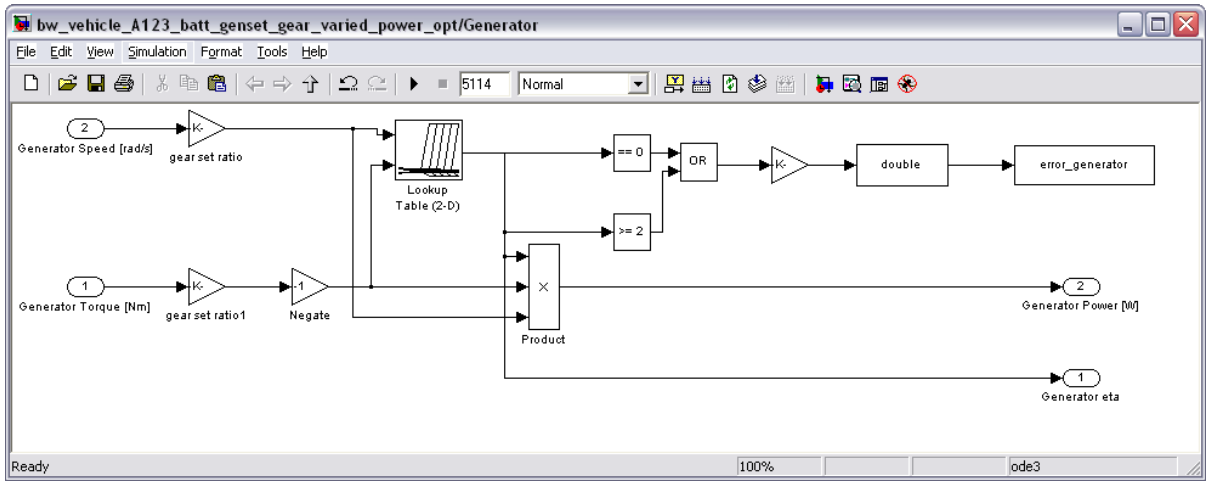 bw_vehicle_A123_batt_genset_gear_varied_power_opt/Generator
File Edit View Simulation Format Tools Help
5114 Normal
2
Generator Speed [rad/s]
K-
gear set ratio
Lookup
Table (2-D)
== 0
OR
K-
double
error_generator
>= 2
1
Generator Torque [Nm]
K-
gear set ratio1
-1
Negate
×
Product
2
Generator Power [W]
1
Generator eta
Ready 100% ode3